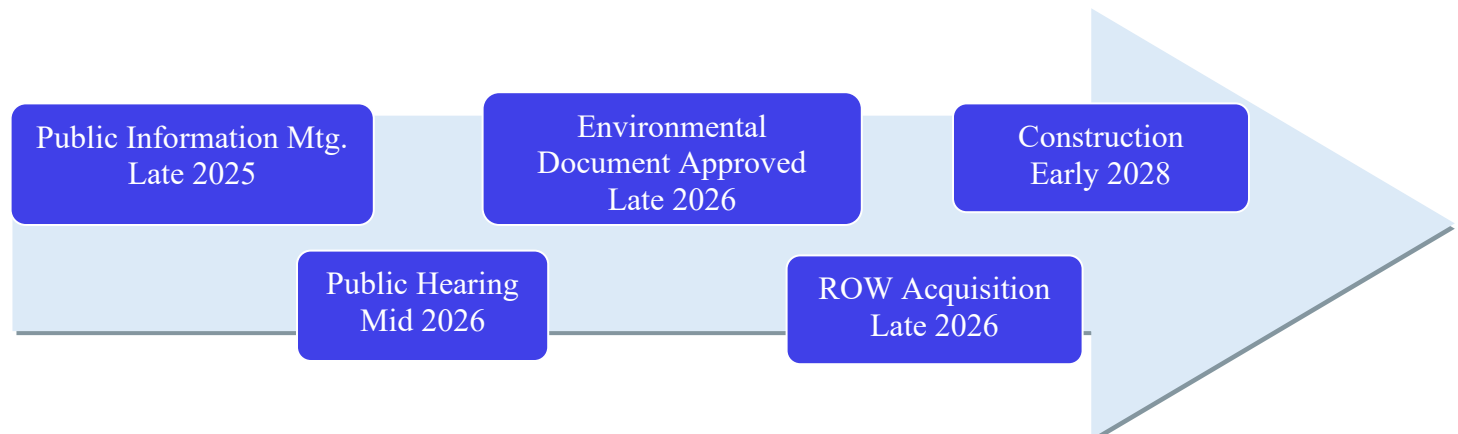 Public Information Mtg.
Late 2025
Public Hearing
Mid 2026
Environmental
Document Approved
Late 2026
ROW Acquisition
Late 2026
Construction
Early 2028